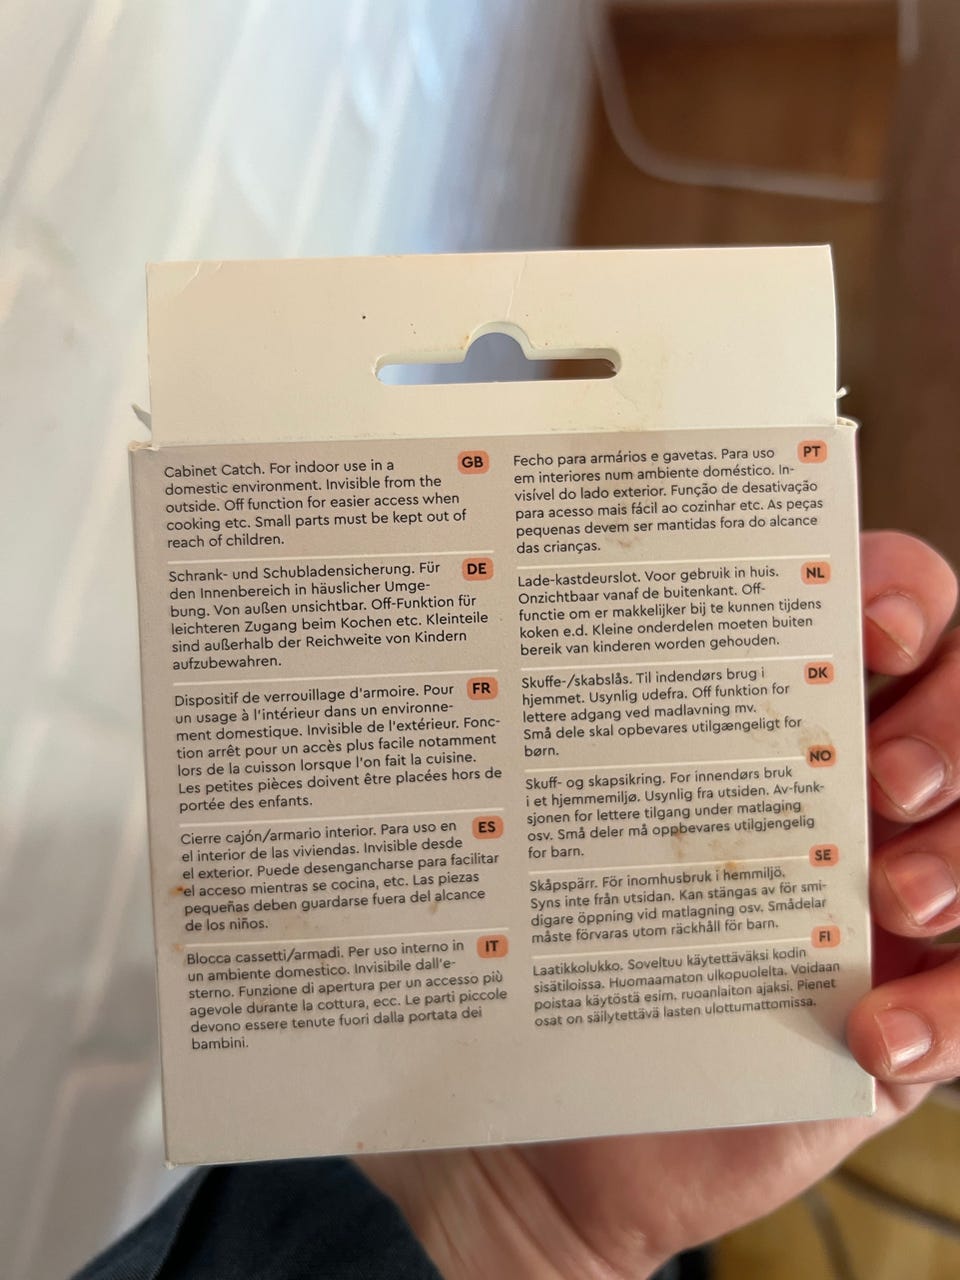 Cabinet Catch. For indoor use in a
GB
domestic environment. Invisible from the
outside. Off function for easier access when
cooking etc. Small parts must be kept out of
reach of children.
Schrank- und Schubladensicherung. Für
DE
den Innenbereich in häuslicher Umge-
bung. Von außen unsichtbar. Off-Funktion für
leichteren Zugang beim Kochen etc. Kleinteile
sind außerhalb der Reichweite von Kindern
aufzubewahren.
Dispositif de verrouillage d'armoire. Pour
FR
un usage à l'intérieur dans un environne-
ment domestique. Invisible de l'extérieur. Fonc-
tion arrêt pour un accès plus facile notamment
lors de la cuisson lorsque l'on fait la cuisine.
Les petites pièces doivent être placées hors de
portée des enfants.
Cierre cajón/armario interior. Para uso en
ES
el interior de las viviendas. Invisible desde
el exterior. Puede desengancharse para facilitar
el acceso mientras se cocina, etc. Las piezas
pequeñas deben guardarse fuera del alcance
de los niños.
Blocca cassetti/armadi. Per uso interno in
IT
un ambiente domestico. Invisibile dall'e-
sterno. Funzione di apertura per un accesso più
agevole durante la cottura, ecc. Le parti piccole
devono essere tenute fuori dalla portata dei
bambini.
Fecho para armários e gavetas. Para uso
PT
em interiores num ambiente doméstico. In-
visível do lado exterior. Função de desativação
para acesso mais fácil ao cozinhar etc. As peças
pequenas devem ser mantidas fora do alcance
das crianças.
Lade-kastdeurslot. Voor gebruik in huis.
NL
Onzichtbaar vanaf de buitenkant. Off-
functie om er makkelijker bij te kunnen tijdens
koken e.d. Kleine onderdelen moeten buiten
bereik van kinderen worden gehouden.
Skuffe-/skabslås. Til indendørs brug i
DK
hjemmet. Usynlig udefra. Off funktion for
lettere adgang ved madlavning mv.
Små dele skal opbevares utilgængeligt for
børn.
NO
Skuff- og skapsikring. For innendørs bruk
i et hjemmemiljø. Usynlig fra utsiden. Av-funk-
sjonen for lettere tilgang under matlaging
osv. Små deler må oppbevares utilgjengelig
for barn.
SE
Skåpspärr. För inomhusbruk i hemmiljö.
Syns inte från utsidan. Kan stängas av för smi-
digare öppning vid matlagning osv. Smådelar
måste förvaras utom räckhåll för barn.
FI
Laatikkolukko. Soveltuu käytettäväksi kodin
sisätiloissa. Huomaamaton ulkopuolelta. Voidaan
poistaa käytöstä esim. ruoanlaiton ajaksi. Pienet
osat on säilytettävä lasten ulottumattomissa.